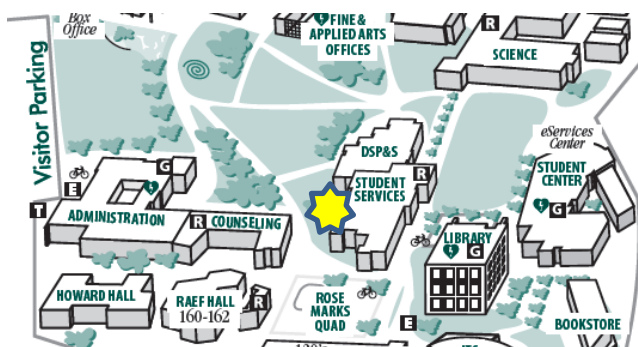 Box
Office
FINE &
APPLIED ARTS
OFFICES
R
SCIENCE
Visitor Parking
DSP&S
eServices
Center
G
E
STUDENT
SERVICES
R
STUDENT
CENTER
T
ADMINISTRATION
R
COUNSELING
G
LIBRARY
G
HOWARD HALL
RAEF HALL
160-162
R
ROSE
MARKS
QUAD
E
BOOKSTORE